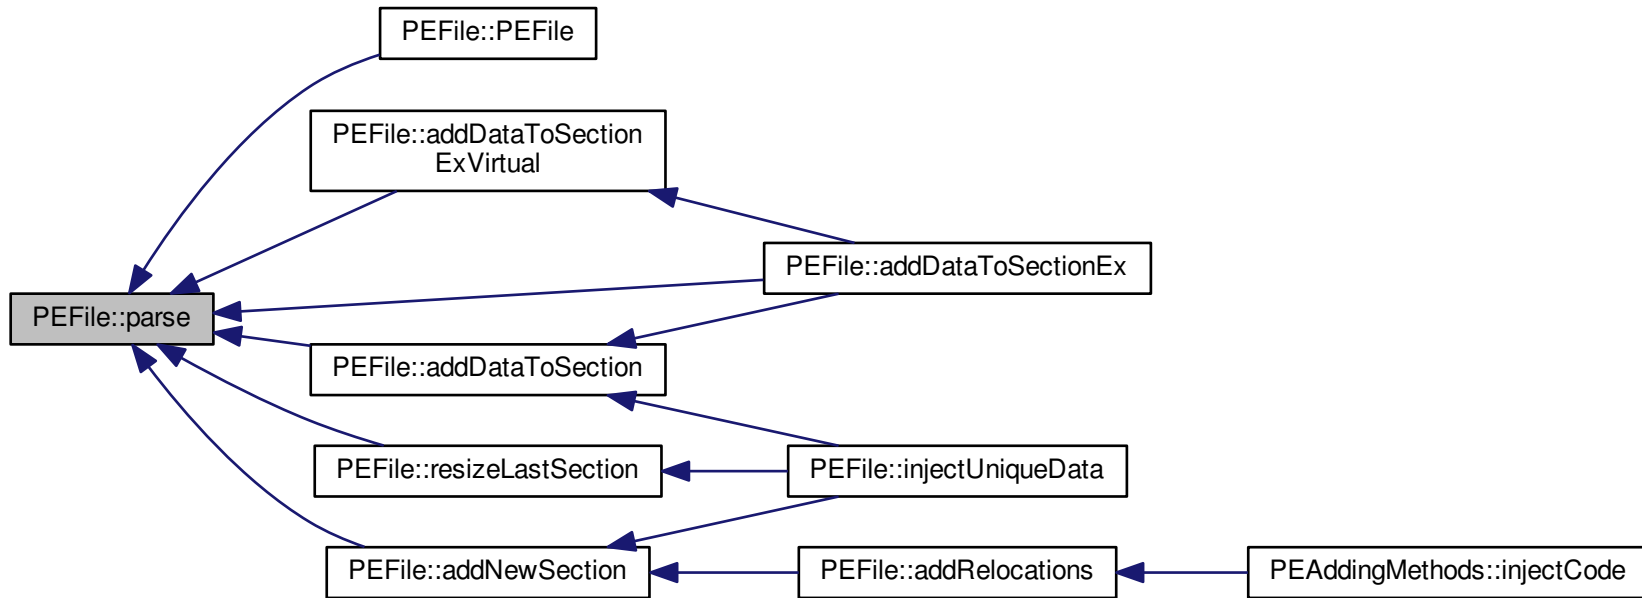 PEFile::PEFile
PEFile::addDataToSection
ExVirtual
PEFile::addDataToSectionEx
PEFile::parse
PEFile::addDataToSection
PEFile::resizeLastSection
PEFile::injectUniqueData
PEFile::addNewSection
PEFile::addRelocations
PEAddingMethods::injectCode